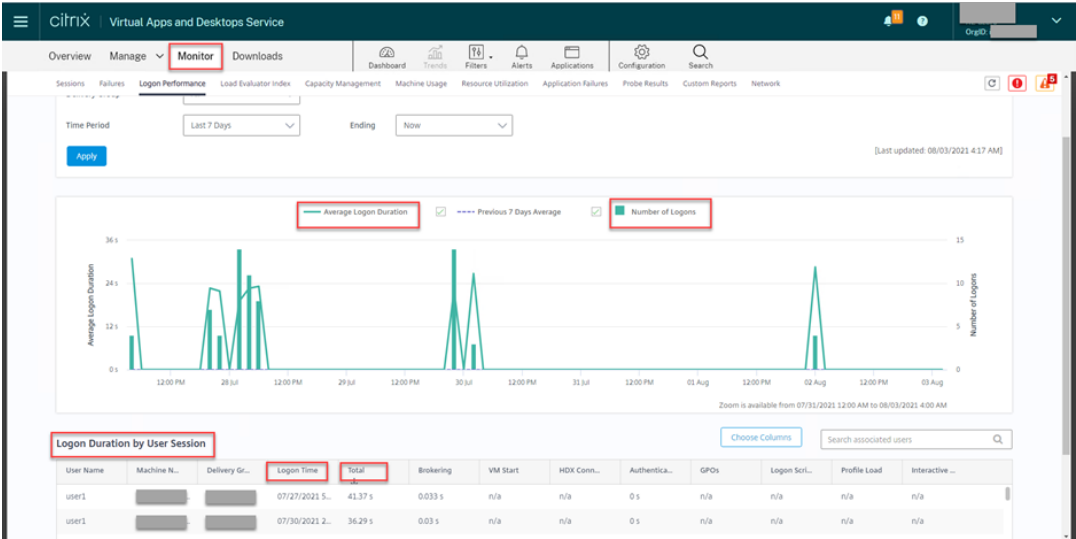 citrix | Virtual Apps and Desktops Service
11
?
OrgID:
Overview Manage Monitor Downloads
Dashboard Trends Filters Alerts Applications Configuration Search
Sessions Failures Logon Performance Load Evaluator Index Capacity Management Machine Usage Resource Utilization Application Failures Probe Results Custom Reports Network
5
Time Period Last 7 Days Ending Now
Apply
[Last updated: 08/03/2021 4:17 AM]
Average Logon Duration Previous 7 Days Average Number of Logons
36 s 15
24 s 10
12 s 5
0 s 0
Average Logon Duration
Number of Logons
12:00 PM 28 Jul 12:00 PM 29 Jul 12:00 PM 30 Jul 12:00 PM 31 Jul 12:00 PM 01 Aug 12:00 PM 02 Aug 12:00 PM 03 Aug
Zoom is available from 07/31/2021 12:00 AM to 08/03/2021 4:00 AM
Logon Duration by User Session
Choose Columns Search associated users
User Name Machine N... Delivery Gr... Logon Time Total Brokering VM Start HDX Conn... Authentica... GPOs Logon Scri... Profile Load Interactive ...
user1 07/27/2021 5... 41.37 s 0.033 s n/a n/a 0 s n/a n/a n/a n/a
user1 07/30/2021 2... 36.29 s 0.03 s n/a n/a 0 s n/a n/a n/a n/a